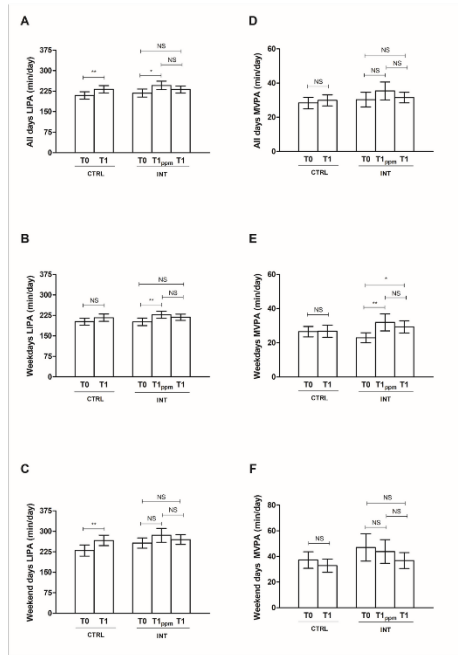 A
All days LIPA (min/day)
375
300
225
150
75
0
**
NS
* NS
T0 T1 T0 T1ppm T1
CTRL INT
D
All days MVPA (min/day)
60
40
20
0
NS
NS
NS NS
T0 T1 T0 T1ppm T1
CTRL INT
B
Weekdays LIPA (min/day)
375
300
225
150
75
0
NS
NS
** NS
T0 T1 T0 T1ppm T1
CTRL INT
E
Weekdays MVPA (min/day)
60
40
20
0
NS
*
** NS
T0 T1 T0 T1ppm T1
CTRL INT
C
Weekend days LIPA (min/day)
375
300
225
150
75
0
**
NS
NS NS
T0 T1 T0 T1ppm T1
CTRL INT
F
Weekend days MVPA (min/day)
80
60
40
20
0
NS
NS
NS NS
T0 T1 T0 T1ppm T1
CTRL INT